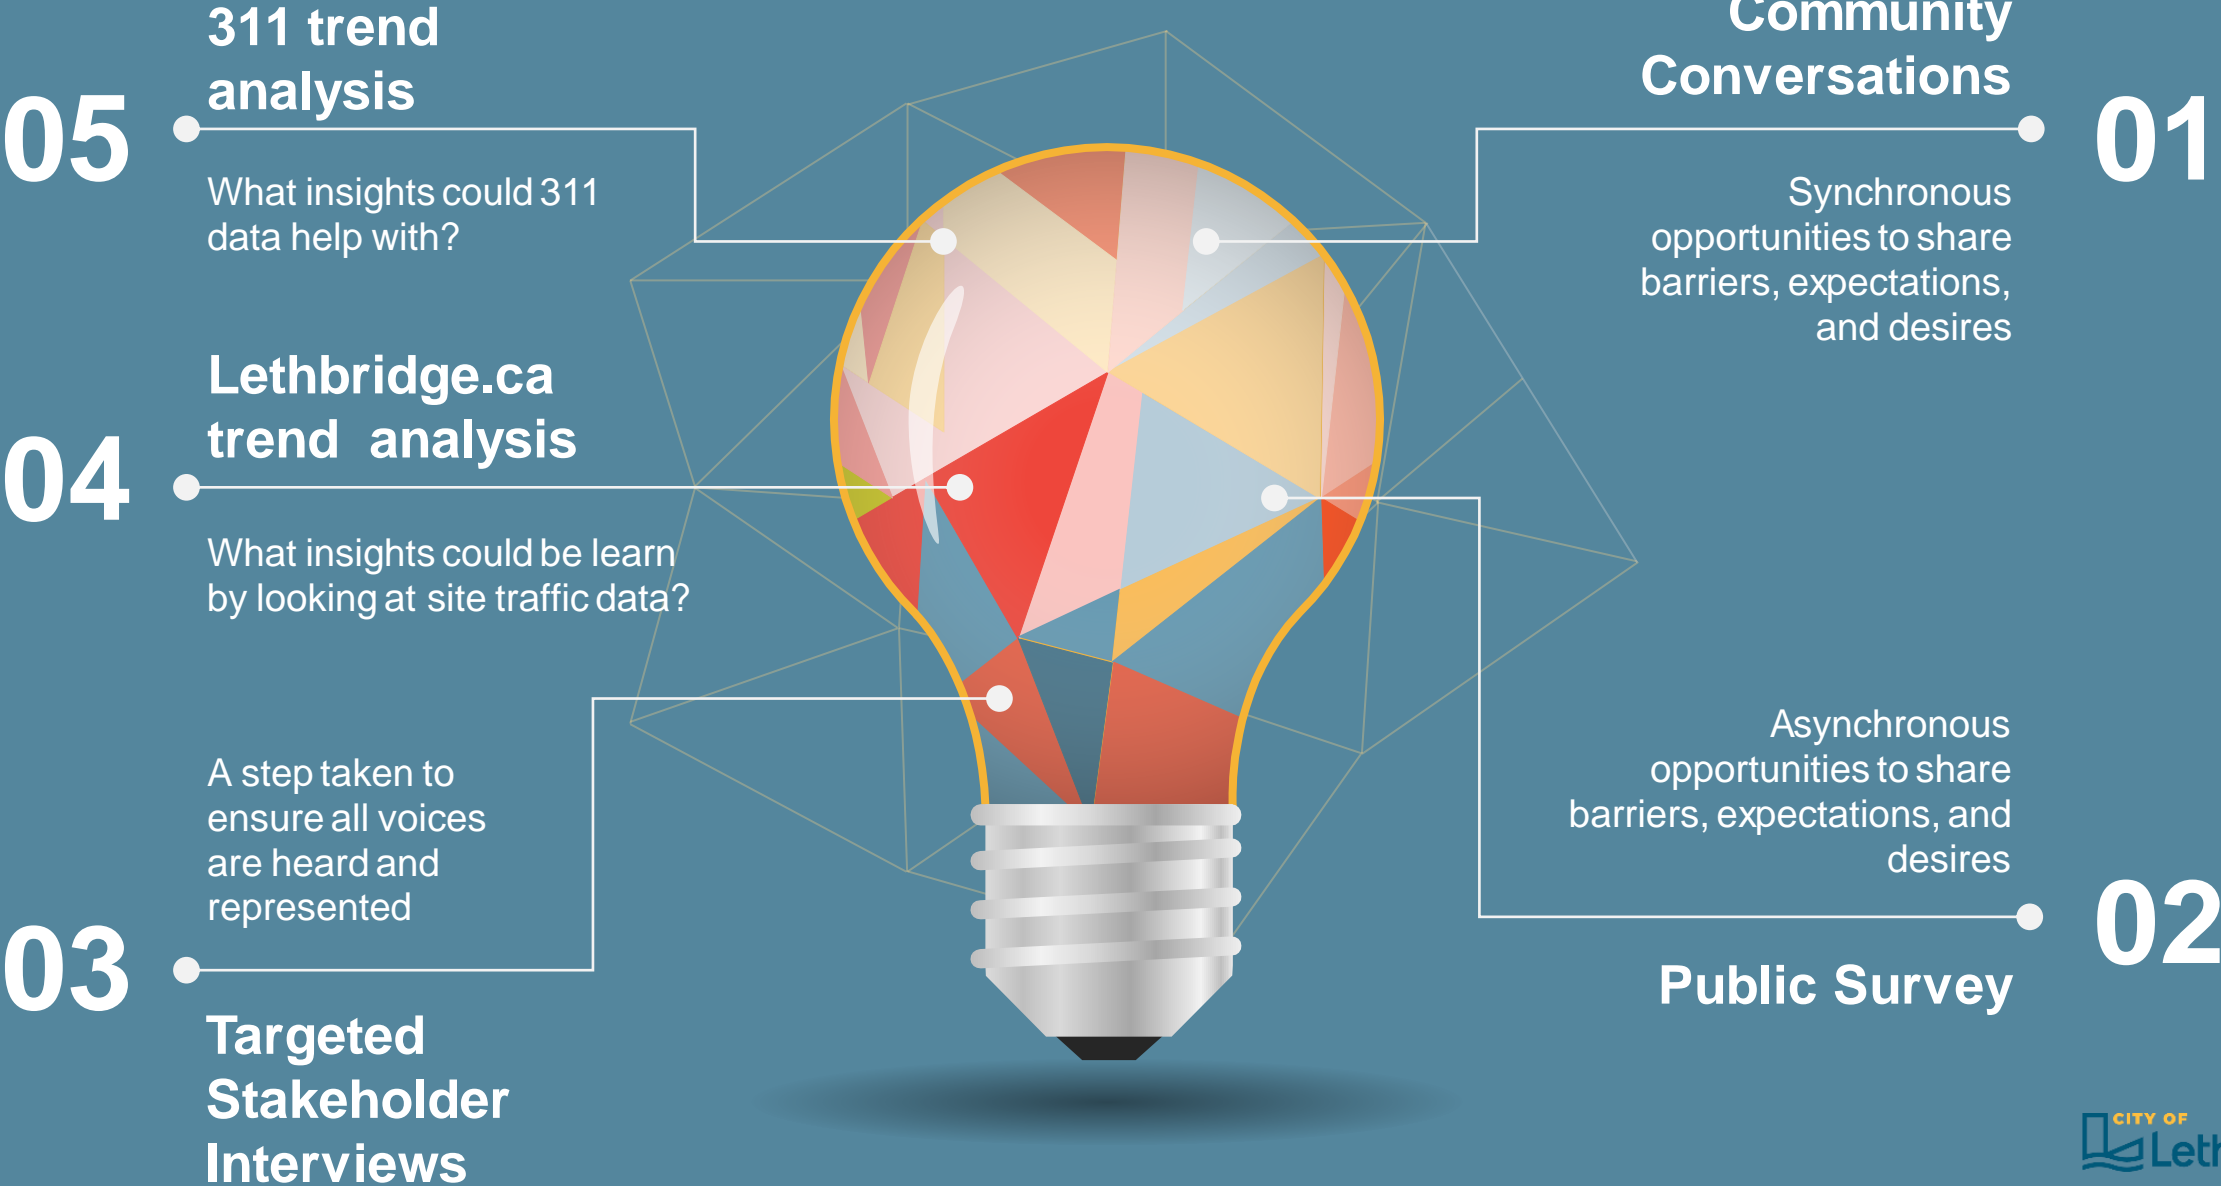 Community
Conversations
01
Synchronous
opportunities to share
barriers, expectations,
and desires
Asynchronous
opportunities to share
barriers, expectations, and
desires
02
Public Survey
A step taken to
ensure all voices
are heard and
represented
03
Targeted
Stakeholder
Interviews
Lethbridge.ca
trend analysis
04
What insights could be learn
by looking at site traffic data?
311 trend
analysis
05
What insights could 311
data help with?
CITY OF
Leth